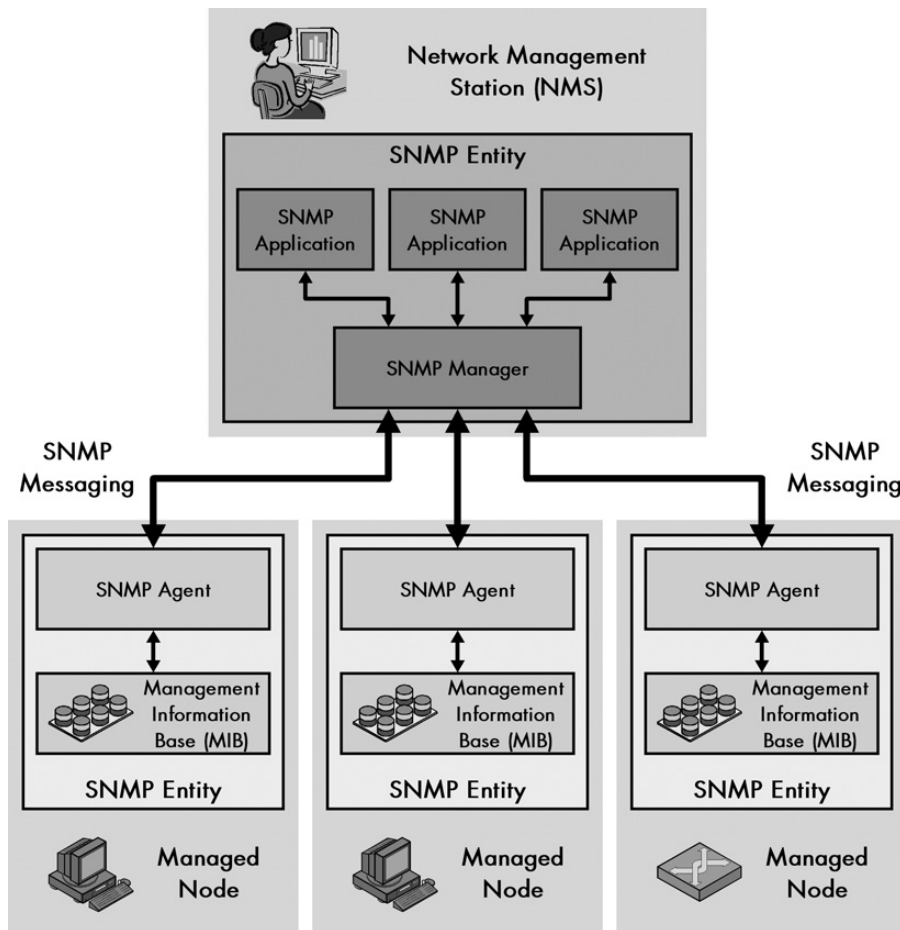 Network Management
Station (NMS)
SNMP Entity
SNMP
Application
SNMP
Application
SNMP
Application
SNMP Manager
SNMP
Messaging
SNMP
Messaging
SNMP Agent
Management
Information
Base (MIB)
SNMP Entity
Managed
Node
SNMP Agent
Management
Information
Base (MIB)
SNMP Entity
Managed
Node
SNMP Agent
Management
Information
Base (MIB)
SNMP Entity
Managed
Node